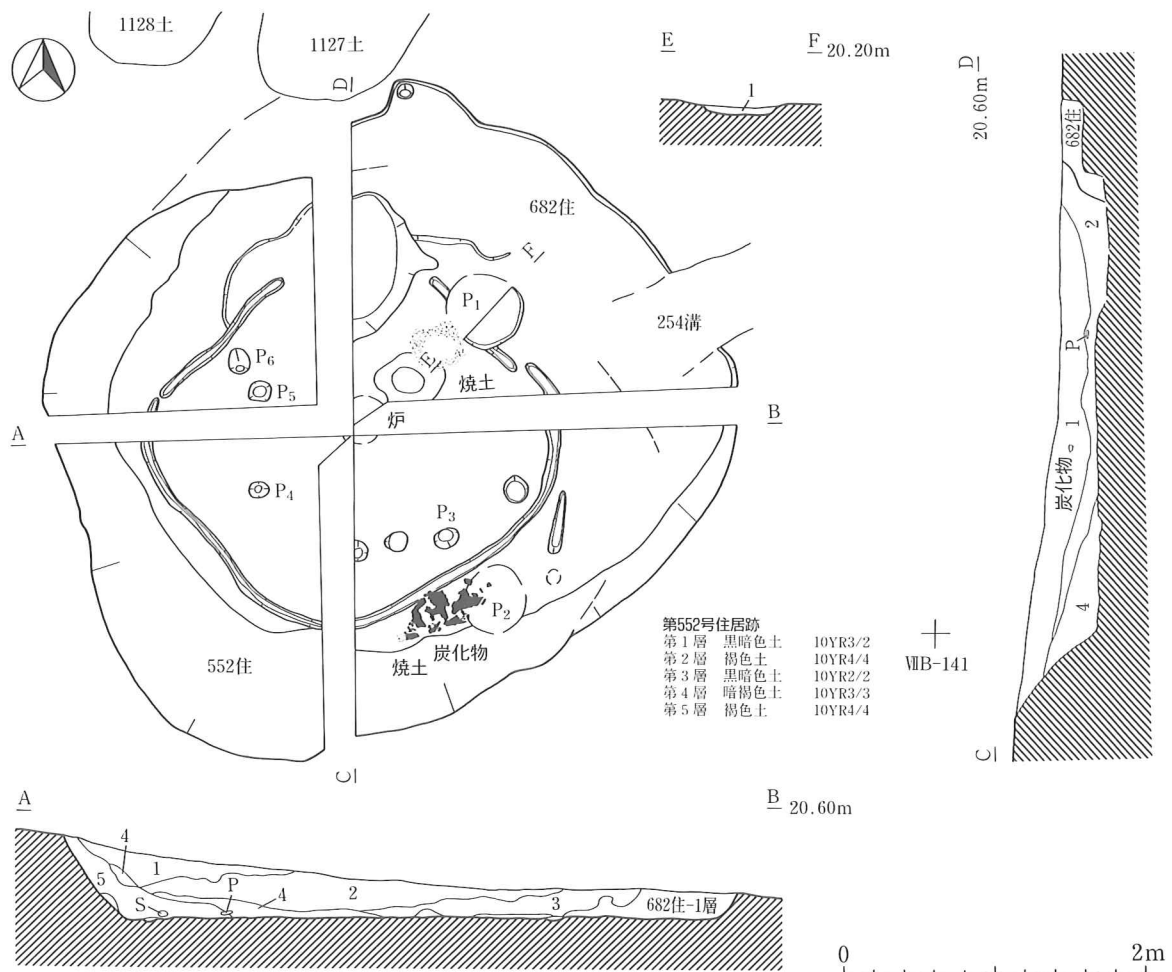 1128土
1127土
D
E
F 20.20m
1
D
20.60m
682住
682住
F
2
P1
254溝
P6
E
焼土
P
P5
炉
A
B
1
炭化物
P4
P3
P2
4
第552号住居跡
第1層 黒暗色土 10YR3/2
第2層 褐色土 10YR4/4
第3層 黒暗色土 10YR2/2
第4層 暗褐色土 10YR3/3
第5層 褐色土 10YR4/4
ⅦB-141
炭化物
552住
焼土
C
C
A
B 20.60m
4
1
5
P
4
2
S
3
682住-1層
0
2m